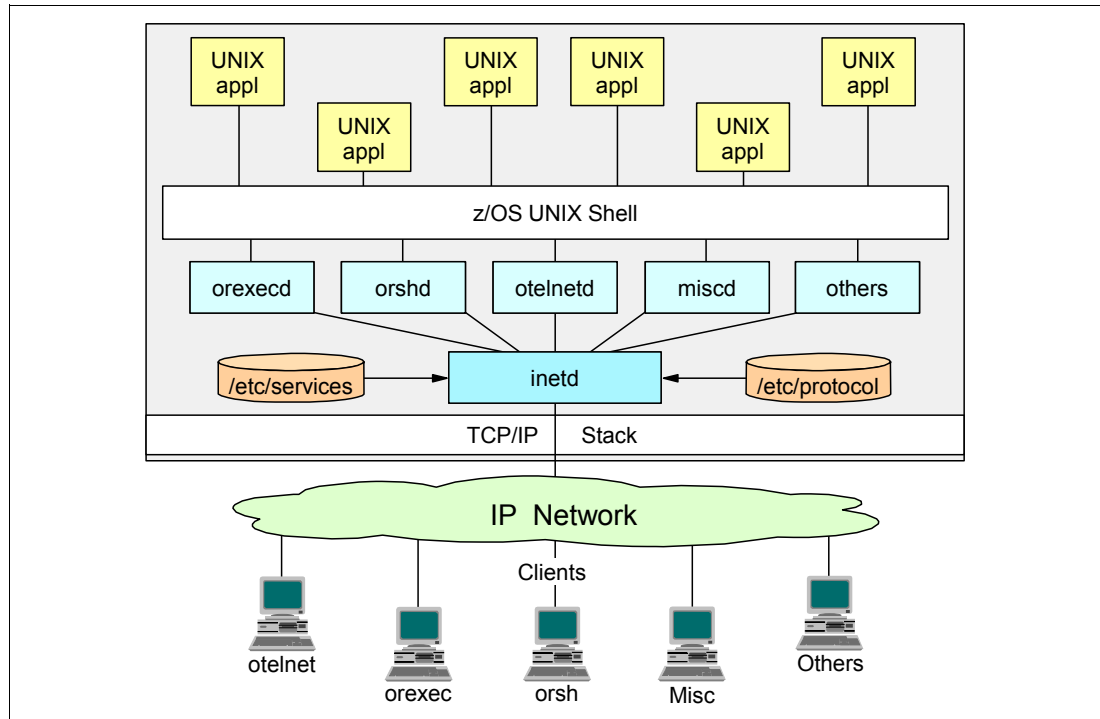 UNIX
appl
UNIX
appl
UNIX
appl
UNIX
appl
UNIX
appl
UNIX
appl
z/OS UNIX Shell
orexecd
orshd
otelnetd
miscd
others
/etc/services
inetd
/etc/protocol
TCP/IP Stack
IP Network
Clients
otelnet
orexec
orsh
Misc
Others